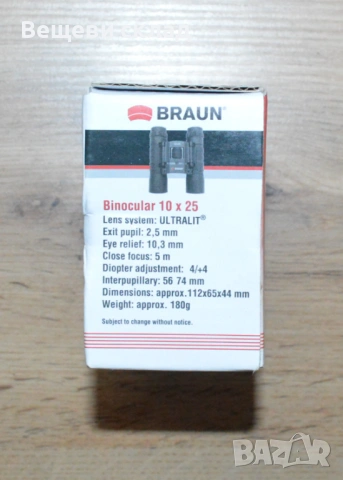 Вещеви
BRAUN®
Binocular 10 x 25
Lens system: ULTRALIT®
Exit pupil: 2,5 mm
Eye relief: 10,3 mm
Close focus: 5 m
Diopter adjustment: 4/+4
Interpupillary: 56 74 mm
Dimensions: approx.112x65x44 mm
Weight: approx. 180g
Subject to change without notice.
BAZAR